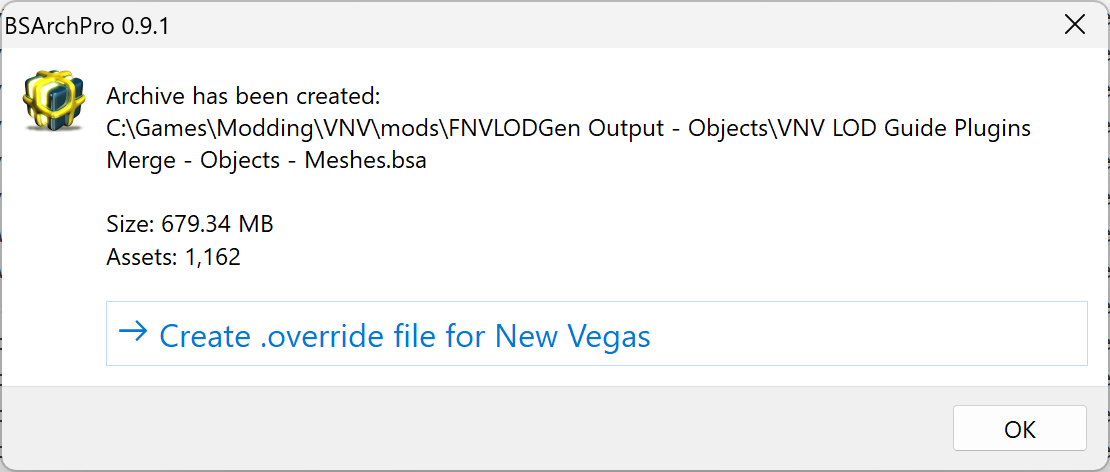 BSArchPro 0.9.1
Archive has been created:
C:\Games\Modding\VNV\mods\FNVLODGen Output - Objects\VNV LOD Guide Plugins
Merge - Objects - Meshes.bsa
Size: 679.34 MB
Assets: 1,162
Create .override file for New Vegas
OK